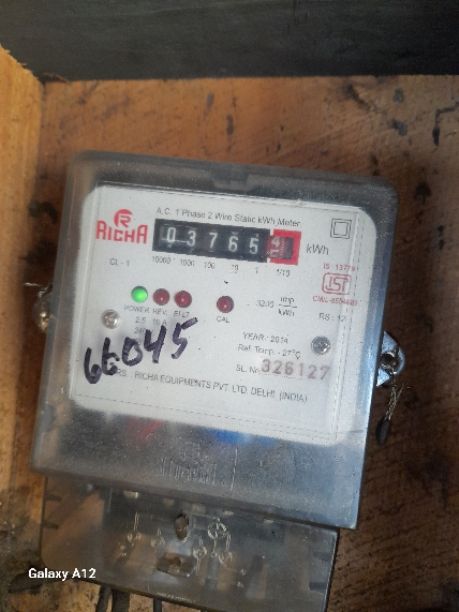 A.C. 1 Phase 2 Wire Static kWh Meter
R
RICHA
03765 4
kWh
CL - 1
10000 1000 100 10 1 1/10
IS : 13779
ISI
POWER REV. E/LT CAL
3200 imp/kWh
66045
YEAR : 2014
Ref. Temp. - 27°C
SL. No. 326127
RICHA EQUIPMENTS PVT. LTD. DELHI (INDIA)
Galaxy A12